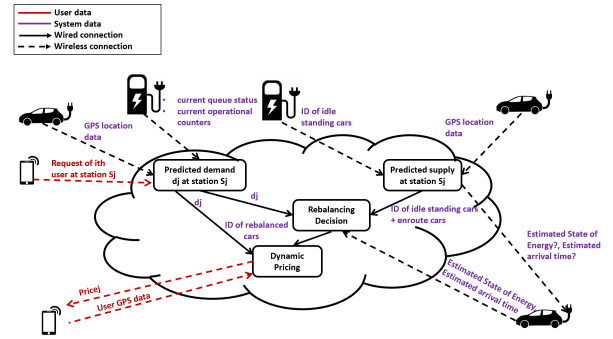 User data
System data
Wired connection
Wireless connection
current queue status
current operational
counters
ID of idle
standing cars
GPS location
data
GPS location
data
Request of ith
user at station Sj
Predicted demand
dj at station Sj
Predicted supply
at station Sj
dj
dj
Rebalancing
Decision
ID of idle standing cars
+ enroute cars
ID of rebalanced
cars
Estimated State of
Energy?, Estimated
arrival time?
Dynamic
Pricing
Estimated State of Energy,
Estimated arrival time
Pricej
User GPS data